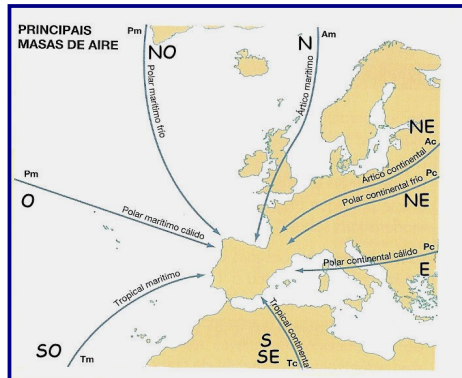 PRINCIPAIS
MASAS DE AIRE
Pm
NO
Polar marítimo frío
N
Am
Ártico marítimo
NE
Ac
Ártico continental
Pc
Polar continental frío
NE
Pm
O
Polar marítimo cálido
Pc
Polar continental cálido
E
Tropical marítimo
SO
Tm
S
SE
Tc
Tropical continental